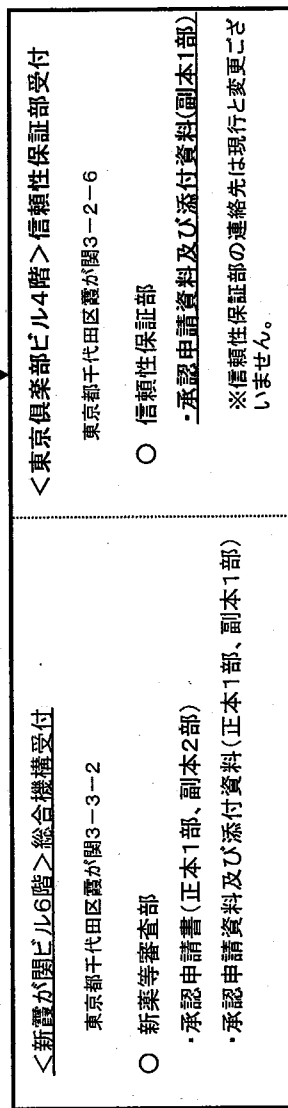 <新霞が関ビル6階>総合機構受付
東京都千代田区霞が関3-3-2
○ 新薬等審査部
・承認申請書(正本1部、副本2部)
・承認申請資料及び添付資料(正本1部、副本1部)
<東京倶楽部ビル4階>信頼性保証部受付
東京都千代田区霞が関3-2-6
○ 信頼性保証部
・承認申請資料及び添付資料(副本1部)
※信頼性保証部の連絡先は現行と変更ござ
いません。